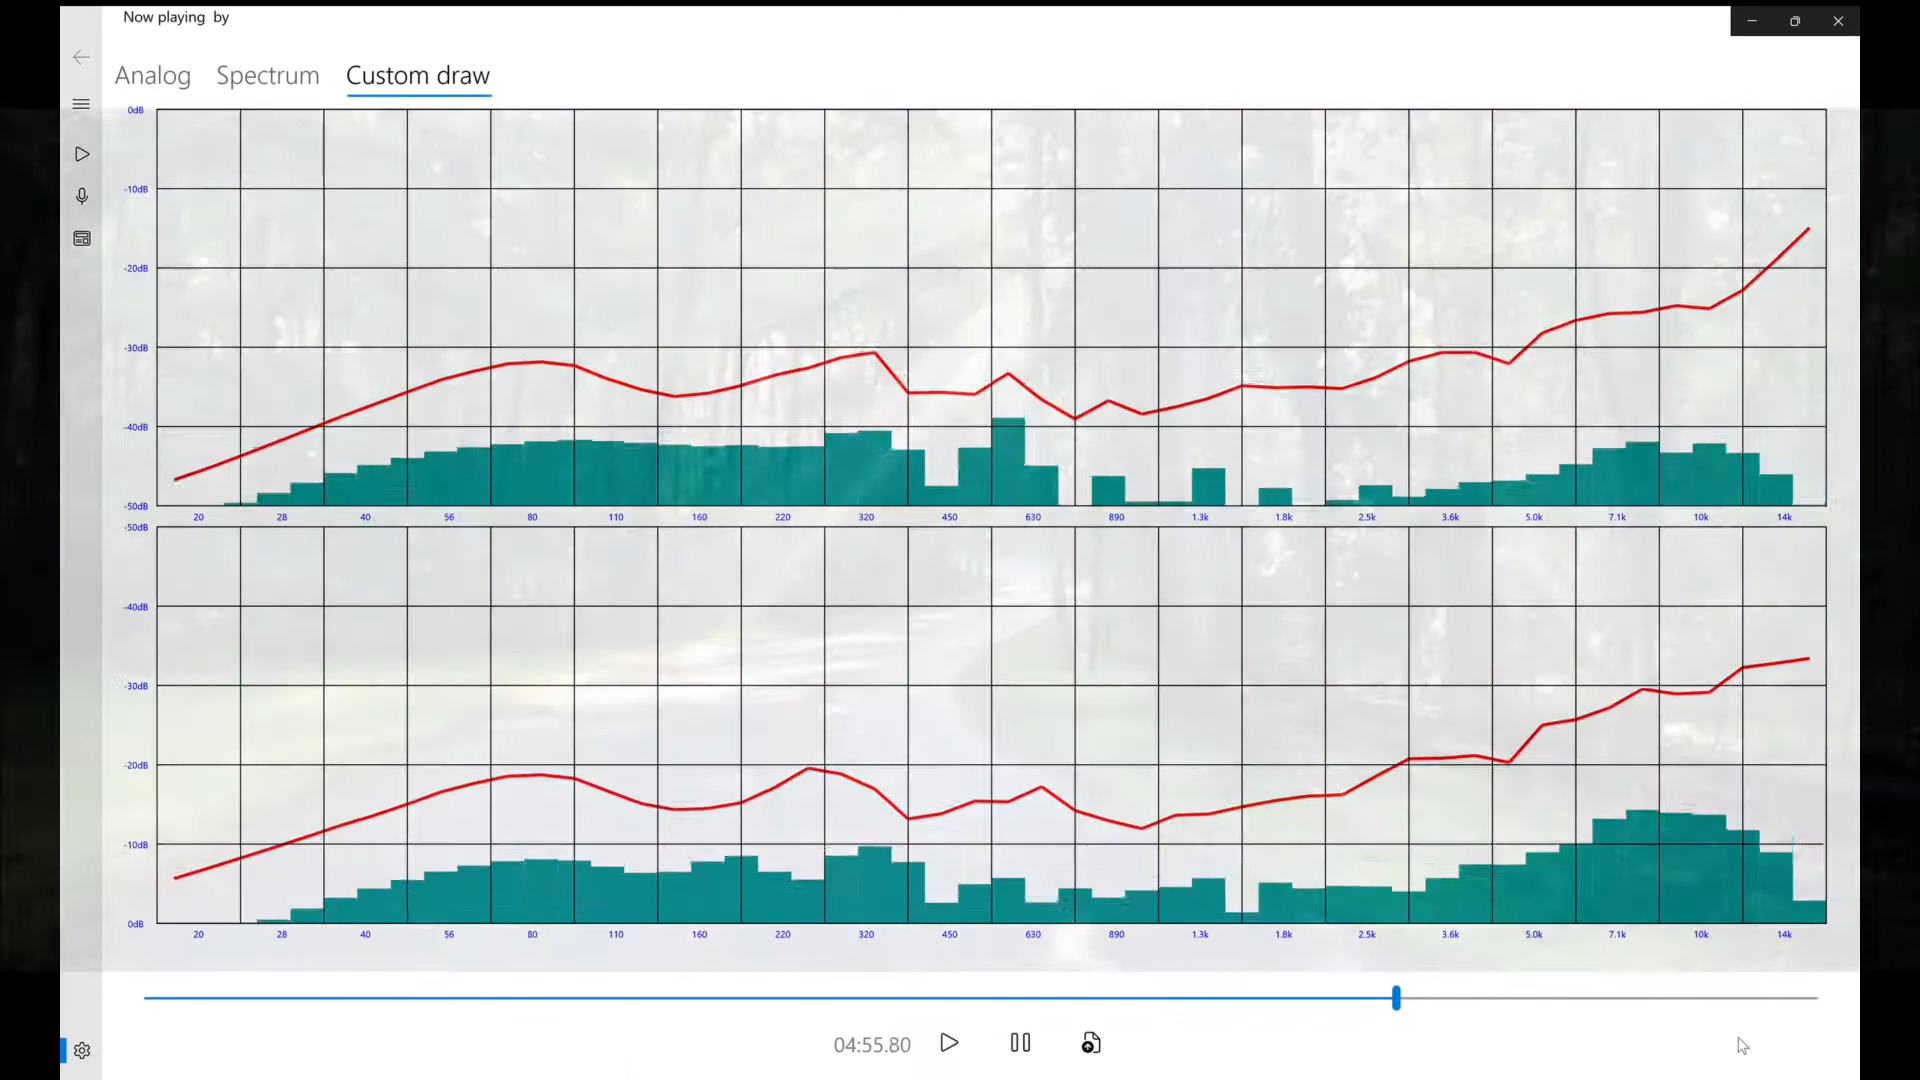 Now playing by
Analog Spectrum Custom draw
0dB
-10dB
-20dB
-30dB
-40dB
-50dB
20 28 40 56 80 110 160 220 320 450 630 890 1.3k 1.8k 2.5k 3.6k 5.0k 7.1k 10k 14k
-50dB
-40dB
-30dB
-20dB
-10dB
0dB
20 28 40 56 80 110 160 220 320 450 630 890 1.3k 1.8k 2.5k 3.6k 5.0k 7.1k 10k 14k
04:55.80